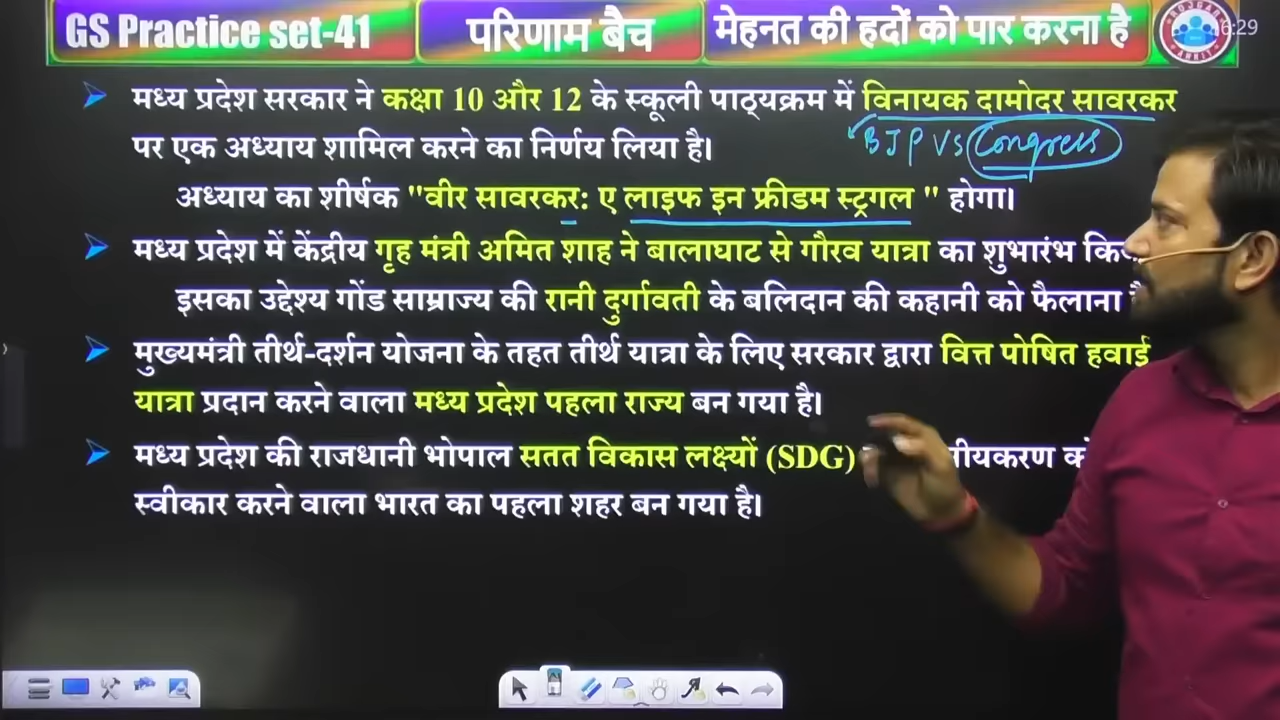 GS Practice set-41
परिणाम बैच
मेहनत की हदों को पार करना है
6:29
मध्य प्रदेश सरकार ने कक्षा 10 और 12 के स्कूली पाठ्यक्रम में विनायक दामोदर सावरकर
BJP VS Congress
पर एक अध्याय शामिल करने का निर्णय लिया है।
अध्याय का शीर्षक "वीर सावरकर: ए लाइफ इन फ्रीडम स्ट्रगल " होगा।
मध्य प्रदेश में केंद्रीय गृह मंत्री अमित शाह ने बालाघाट से गौरव यात्रा का शुभारंभ
इसका उद्देश्य गोंड साम्राज्य की रानी दुर्गावती के बलिदान की कहानी को फैलाना
मुख्यमंत्री तीर्थ-दर्शन योजना के तहत तीर्थ यात्रा के लिए सरकार द्वारा वित्त पोषित हवाई
यात्रा प्रदान करने वाला मध्य प्रदेश पहला राज्य बन गया है।
मध्य प्रदेश की राजधानी भोपाल सतत विकास लक्ष्यों (SDG)
स्वीकार करने वाला भारत का पहला शहर बन गया है।